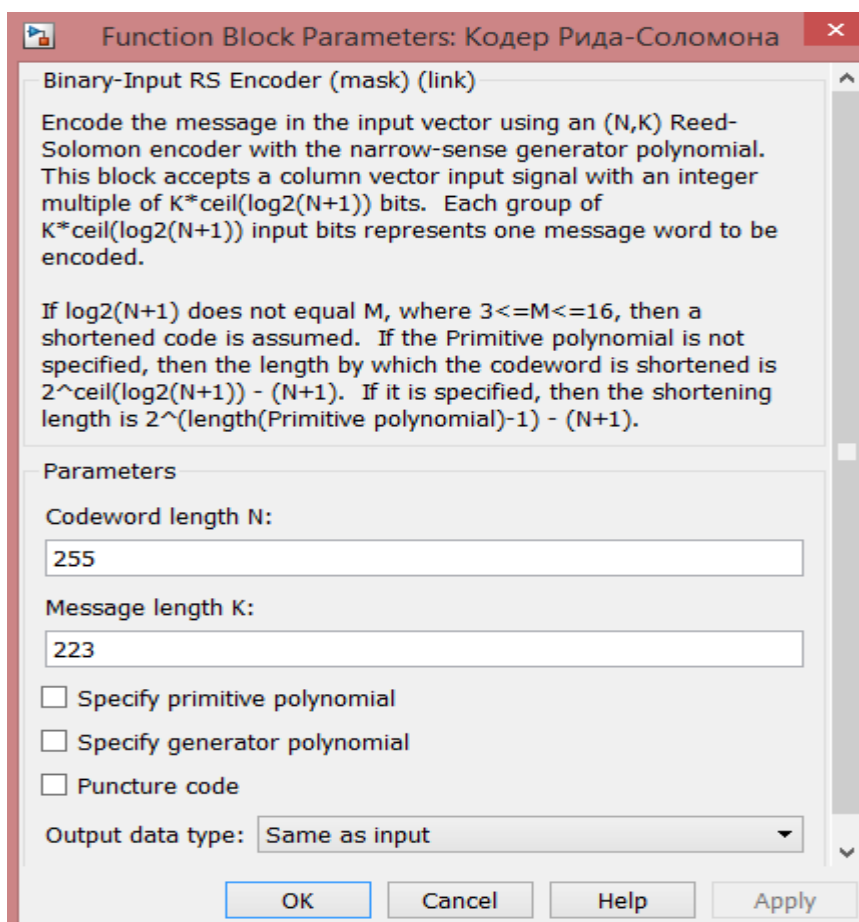 Function Block Parameters: Кодер Рида-Соломона
Binary-Input RS Encoder (mask) (link)
Encode the message in the input vector using an (N,K) Reed-
Solomon encoder with the narrow-sense generator polynomial.
This block accepts a column vector input signal with an integer
multiple of K*ceil(log2(N+1)) bits.  Each group of
K*ceil(log2(N+1)) input bits represents one message word to be
encoded.
If log2(N+1) does not equal M, where 3<=M<=16, then a
shortened code is assumed.  If the Primitive polynomial is not
specified, then the length by which the codeword is shortened is
2^ceil(log2(N+1)) - (N+1).  If it is specified, then the shortening
length is 2^(length(Primitive polynomial)-1) - (N+1).
Parameters
Codeword length N:
255
Message length K:
223
Specify primitive polynomial
Specify generator polynomial
Puncture code
Output data type: Same as input
OK Cancel Help Apply